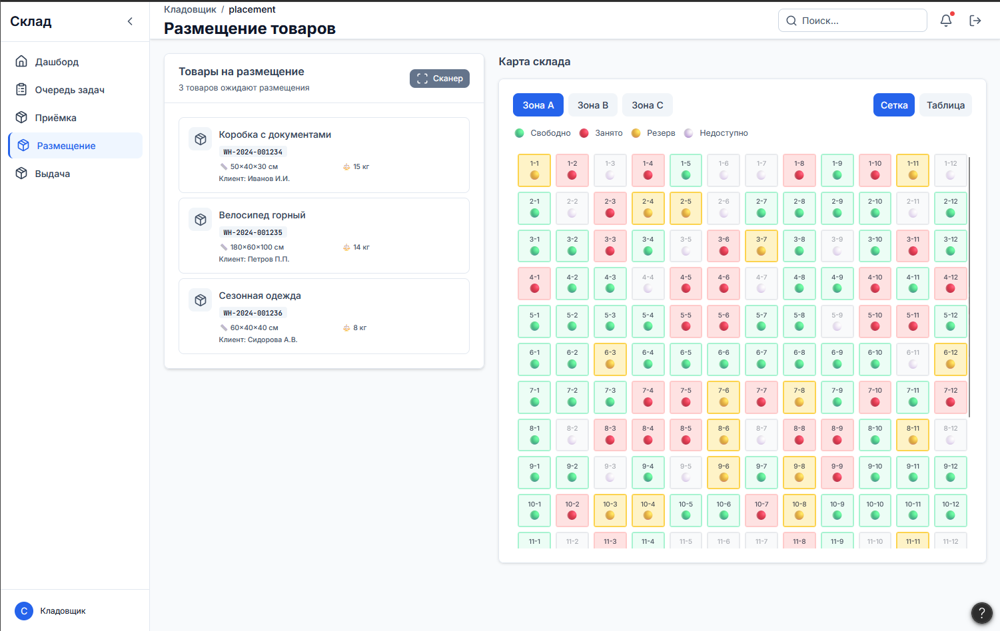 Склад
Дашборд
Очередь задач
Приёмка
Размещение
Выдача
С Кладовщик
Кладовщик / placement
Размещение товаров
Поиск...
Товары на размещение
3 товаров ожидают размещения
Сканер
Коробка с документами
WH-2024-001234
50×40×30 см 15 кг
Клиент: Иванов И.И.
Велосипед горный
WH-2024-001235
180×60×100 см 14 кг
Клиент: Петров П.П.
Сезонная одежда
WH-2024-001236
60×40×40 см 8 кг
Клиент: Сидорова А.В.
Карта склада
Зона A Зона B Зона C Сетка Таблица
Свободно Занято Резерв Недоступно
1-1 1-2 1-3 1-4 1-5 1-6 1-7 1-8 1-9 1-10 1-11 1-12
2-1 2-2 2-3 2-4 2-5 2-6 2-7 2-8 2-9 2-10 2-11 2-12
3-1 3-2 3-3 3-4 3-5 3-6 3-7 3-8 3-9 3-10 3-11 3-12
4-1 4-2 4-3 4-4 4-5 4-6 4-7 4-8 4-9 4-10 4-11 4-12
5-1 5-2 5-3 5-4 5-5 5-6 5-7 5-8 5-9 5-10 5-11 5-12
6-1 6-2 6-3 6-4 6-5 6-6 6-7 6-8 6-9 6-10 6-11 6-12
7-1 7-2 7-3 7-4 7-5 7-6 7-7 7-8 7-9 7-10 7-11 7-12
8-1 8-2 8-3 8-4 8-5 8-6 8-7 8-8 8-9 8-10 8-11 8-12
9-1 9-2 9-3 9-4 9-5 9-6 9-7 9-8 9-9 9-10 9-11 9-12
10-1 10-2 10-3 10-4 10-5 10-6 10-7 10-8 10-9 10-10 10-11 10-12
11-1 11-2 11-3 11-4 11-5 11-6 11-7 11-8 11-9 11-10 11-11 11-12
?